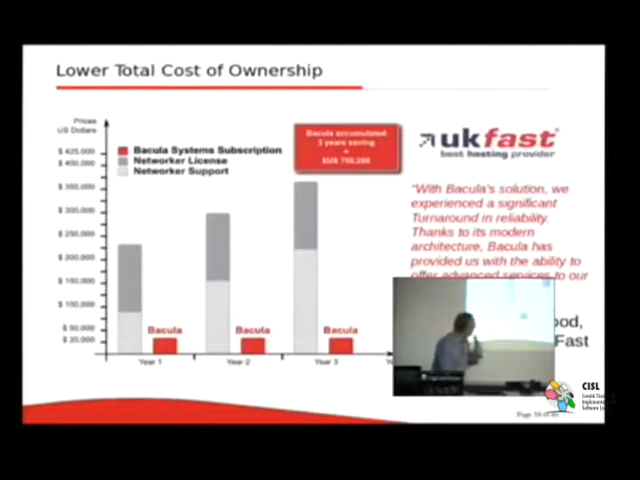 Lower Total Cost of Ownership
Prices
US Dollars
Bacula Systems Subscription
Networker License
Networker Support
Bacula accumulated
3 years saving
=
$ 425,000
$ 400,000
$ 350,000
$ 300,000
$ 250,000
$ 200,000
$ 150,000
$ 100,000
$ 50,000
$ 20,000
Bacula
Bacula
Bacula
Year 1
Year 2
Year 3
ukfast
best hosting provider
"With Bacula's solution, we
experienced a significant
Turnaround in reliability.
Thanks to its modern
architecture, Bacula has
provided us with the ability to
offer advanced services to our
ood,
Fast
CISL
Page